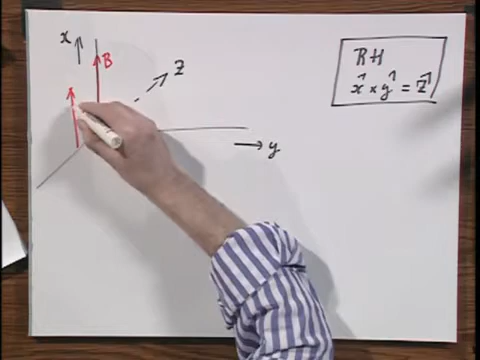 x
B
z
y
RH
x̂ × ŷ = ẑ